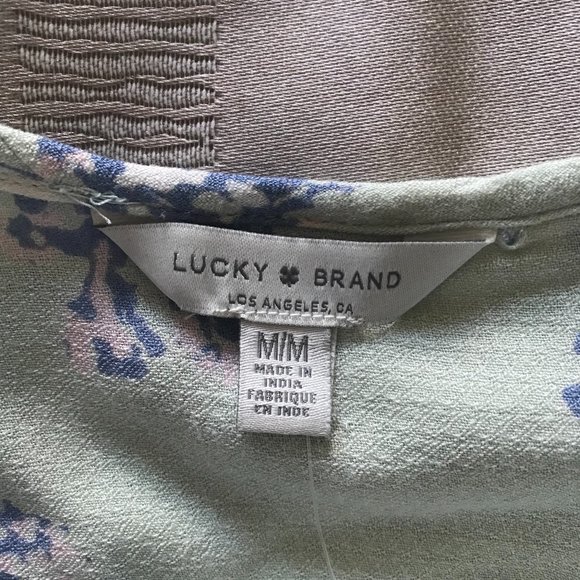 LUCKY BRAND
LOS ANGELES, CA
M/M
MADE IN
INDIA
FABRIQUE
EN INDE